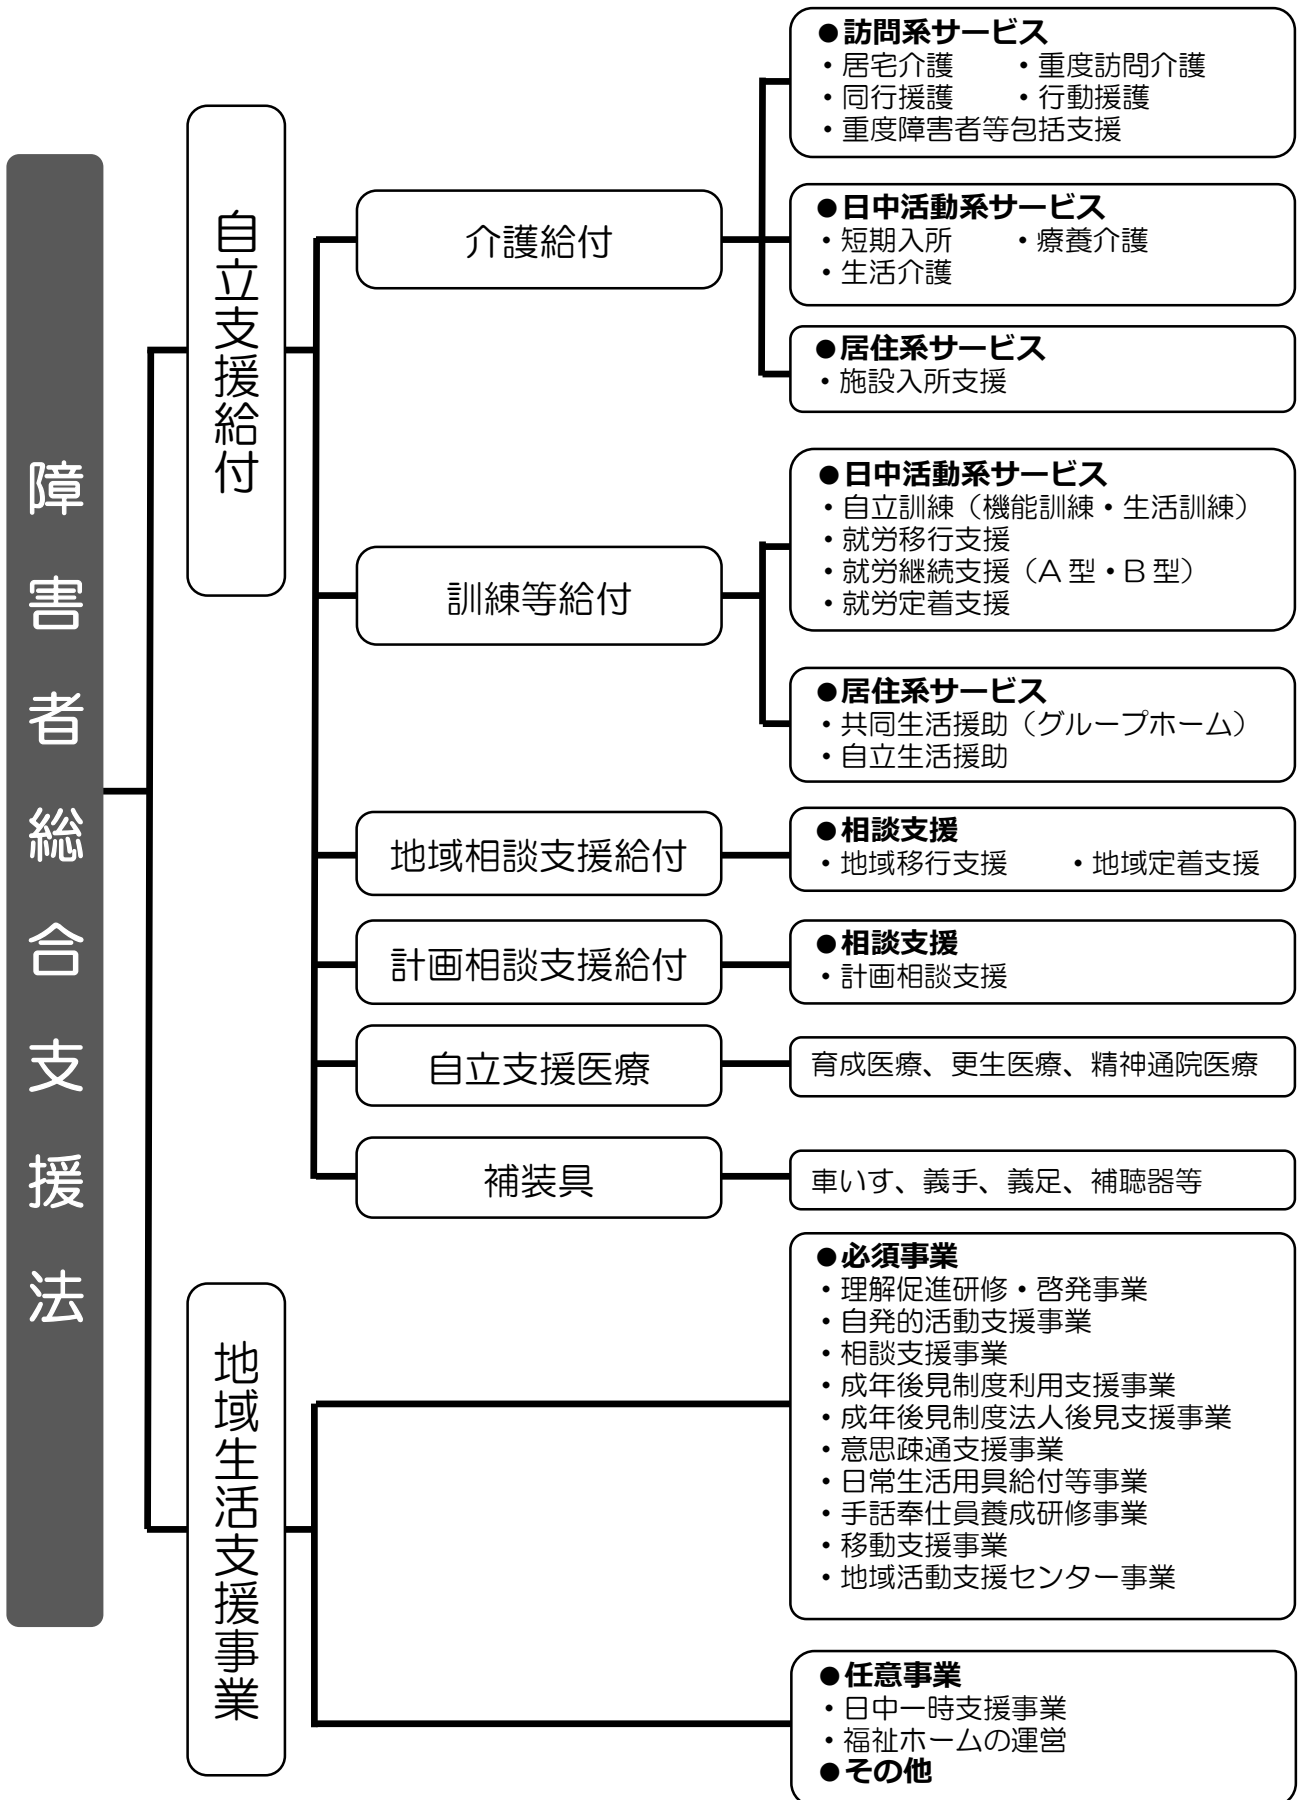 障害者総合支援法
自立支援給付
介護給付
●訪問系サービス
・居宅介護 ・重度訪問介護
・同行援護 ・行動援護
・重度障害者等包括支援
●日中活動系サービス
・短期入所 ・療養介護
・生活介護
●居住系サービス
・施設入所支援
訓練等給付
●日中活動系サービス
・自立訓練（機能訓練・生活訓練）
・就労移行支援
・就労継続支援（A型・B型）
・就労定着支援
●居住系サービス
・共同生活援助（グループホーム）
・自立生活援助
地域相談支援給付
●相談支援
・地域移行支援 ・地域定着支援
計画相談支援給付
●相談支援
・計画相談支援
自立支援医療
育成医療、更生医療、精神通院医療
補装具
車いす、義手、義足、補聴器等
地域生活支援事業
●必須事業
・理解促進研修・啓発事業
・自発的活動支援事業
・相談支援事業
・成年後見制度利用支援事業
・成年後見制度法人後見支援事業
・意思疎通支援事業
・日常生活用具給付等事業
・手話奉仕員養成研修事業
・移動支援事業
・地域活動支援センター事業
●任意事業
・日中一時支援事業
・福祉ホームの運営
●その他